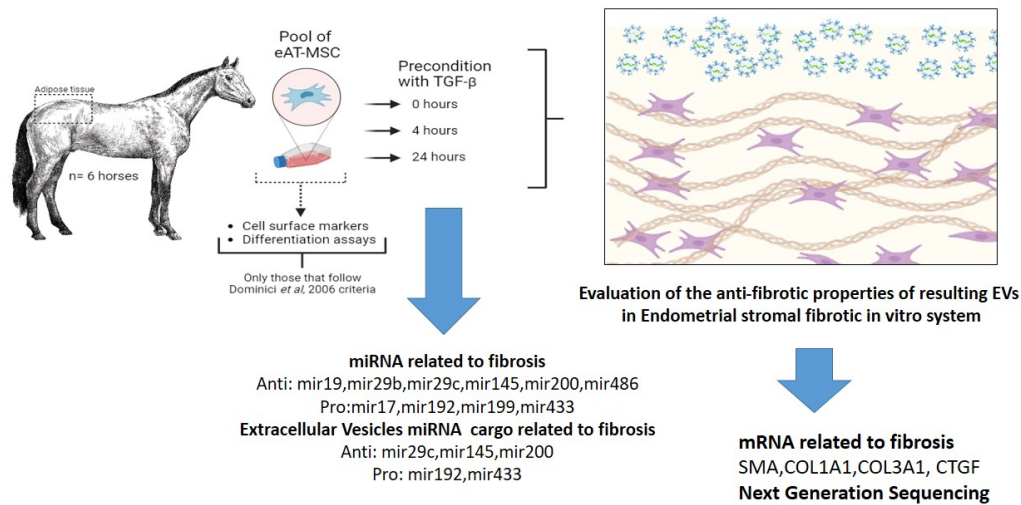 Adipose tissue
n= 6 horses
Pool of
eAT-MSC
Precondition
with TGF-β
0 hours
4 hours
24 hours
• Cell surface markers
• Differentiation assays
Only those that follow
Dominici et al, 2006 criteria
miRNA related to fibrosis
Anti: mir19,mir29b,mir29c,mir145,mir200,mir486
Pro:mir17,mir192,mir199,mir433
Extracellular Vesicles miRNA cargo related to fibrosis
Anti: mir29c,mir145,mir200
Pro: mir192,mir433
Evaluation of the anti-fibrotic properties of resulting EVs
in Endometrial stromal fibrotic in vitro system
mRNA related to fibrosis
SMA,COL1A1,COL3A1, CTGF
Next Generation Sequencing